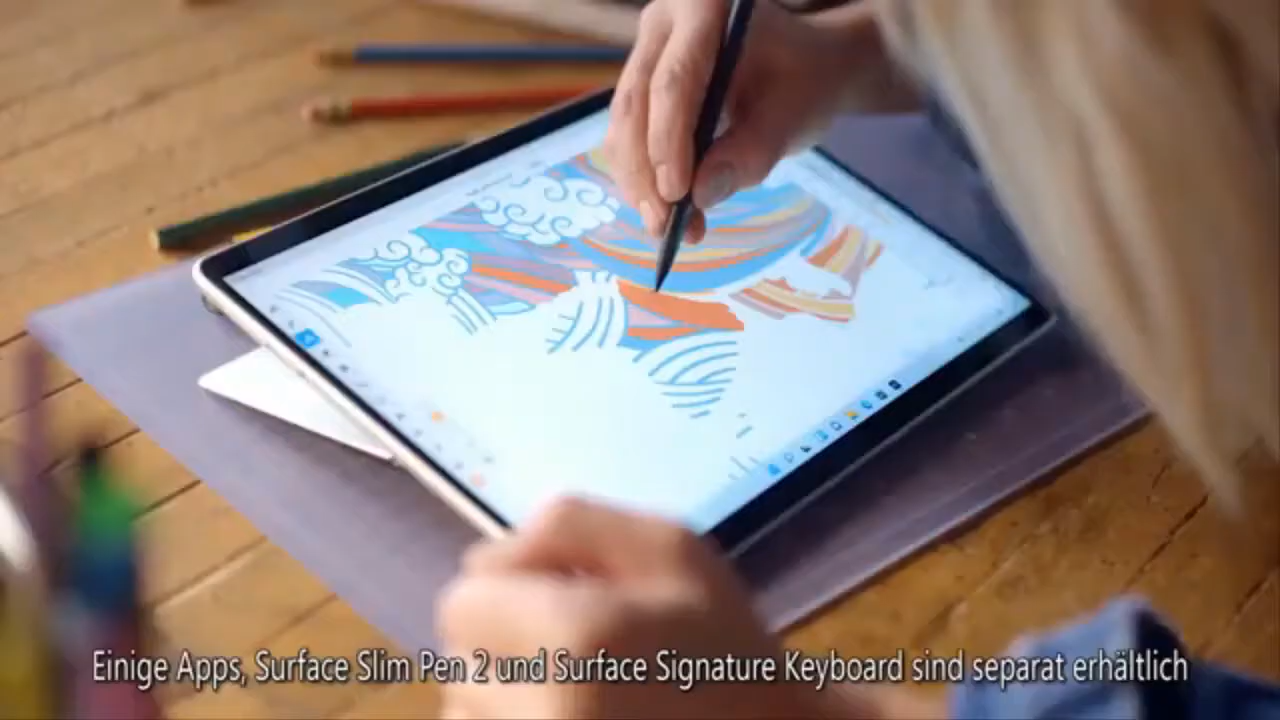 Einige Apps, Surface Slim Pen 2 und Surface Signature Keyboard sind separat erhältlich